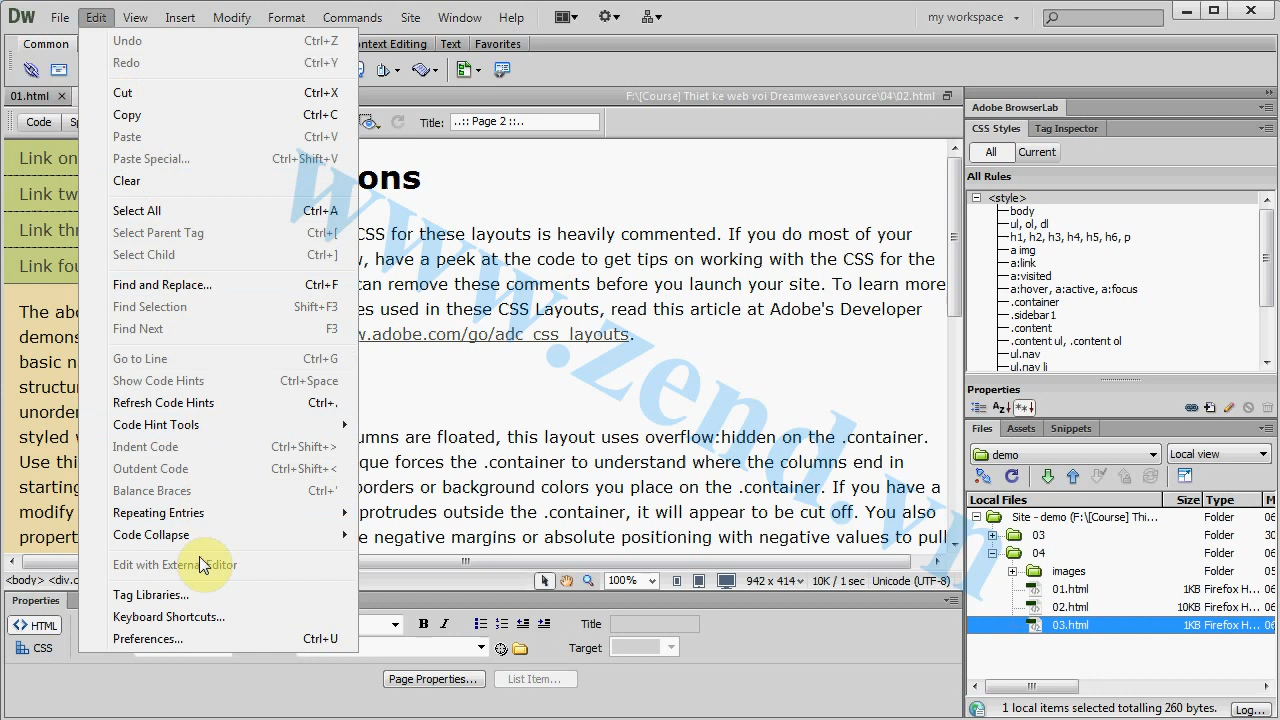 Dw File Edit View Insert Modify Format Commands Site Window Help my workspace
Common
ontext Editing Text Favorites
Undo Ctrl+Z
Redo Ctrl+Y
Cut Ctrl+X
Copy Ctrl+C
Paste Ctrl+V
Paste Special... Ctrl+Shift+V
Clear
Select All Ctrl+A
Select Parent Tag Ctrl+[
Select Child Ctrl+]
Find and Replace... Ctrl+F
Find Selection Shift+F3
Find Next F3
Go to Line Ctrl+G
Show Code Hints Ctrl+Space
Refresh Code Hints Ctrl+.
Code Hint Tools
Indent Code Ctrl+Shift+>
Outdent Code Ctrl+Shift+<
Balance Braces Ctrl+'
Repeating Entries
Code Collapse
Edit with External Editor
Tag Libraries...
Keyboard Shortcuts...
Preferences... Ctrl+U
01.html
F:\[Course] Thiet ke web voi Dreamweaver\source\04\02.html
Code Sp
Title: ..:: Page 2 ::..
Link on
Link tw
Link thr
Link fou
The abo
demons
basic n
structur
unorder
styled w
Use thi
starting
modify
propert
ons
CSS for these layouts is heavily commented. If you do most of your
, have a peek at the code to get tips on working with the CSS for the
can remove these comments before you launch your site. To learn more
es used in these CSS Layouts, read this article at Adobe's Developer
w.adobe.com/go/adc_css_layouts.
umns are floated, this layout uses overflow:hidden on the .container.
que forces the .container to understand where the columns end in
borders or background colors you place on the .container. If you have a
protrudes outside the .container, it will appear to be cut off. You also
e negative margins or absolute positioning with negative values to pull
www.zend.vn
<body> <div.c
100% 942 x 414 10K / 1 sec Unicode (UTF-8)
Properties
<> HTML
CSS
B I
Title
Target
Page Properties... List Item...
Adobe BrowserLab
CSS Styles Tag Inspector
All Current
All Rules
<style>
body
ul, ol, dl
h1, h2, h3, h4, h5, h6, p
a img
a:link
a:visited
a:hover, a:active, a:focus
.container
.sidebar1
.content
.content ul, .content ol
ul.nav
ul.nav li
Properties
Files Assets Snippets
demo Local view
Local Files Size Type M
Site - demo (F:\[Course] Thi... Folder 06
03 Folder 06
04 Folder 06
images Folder 05
01.html 1KB Firefox H... 06
02.html 10KB Firefox H... 06
03.html 1KB Firefox H... 06
1 local items selected totalling 260 bytes. Log...